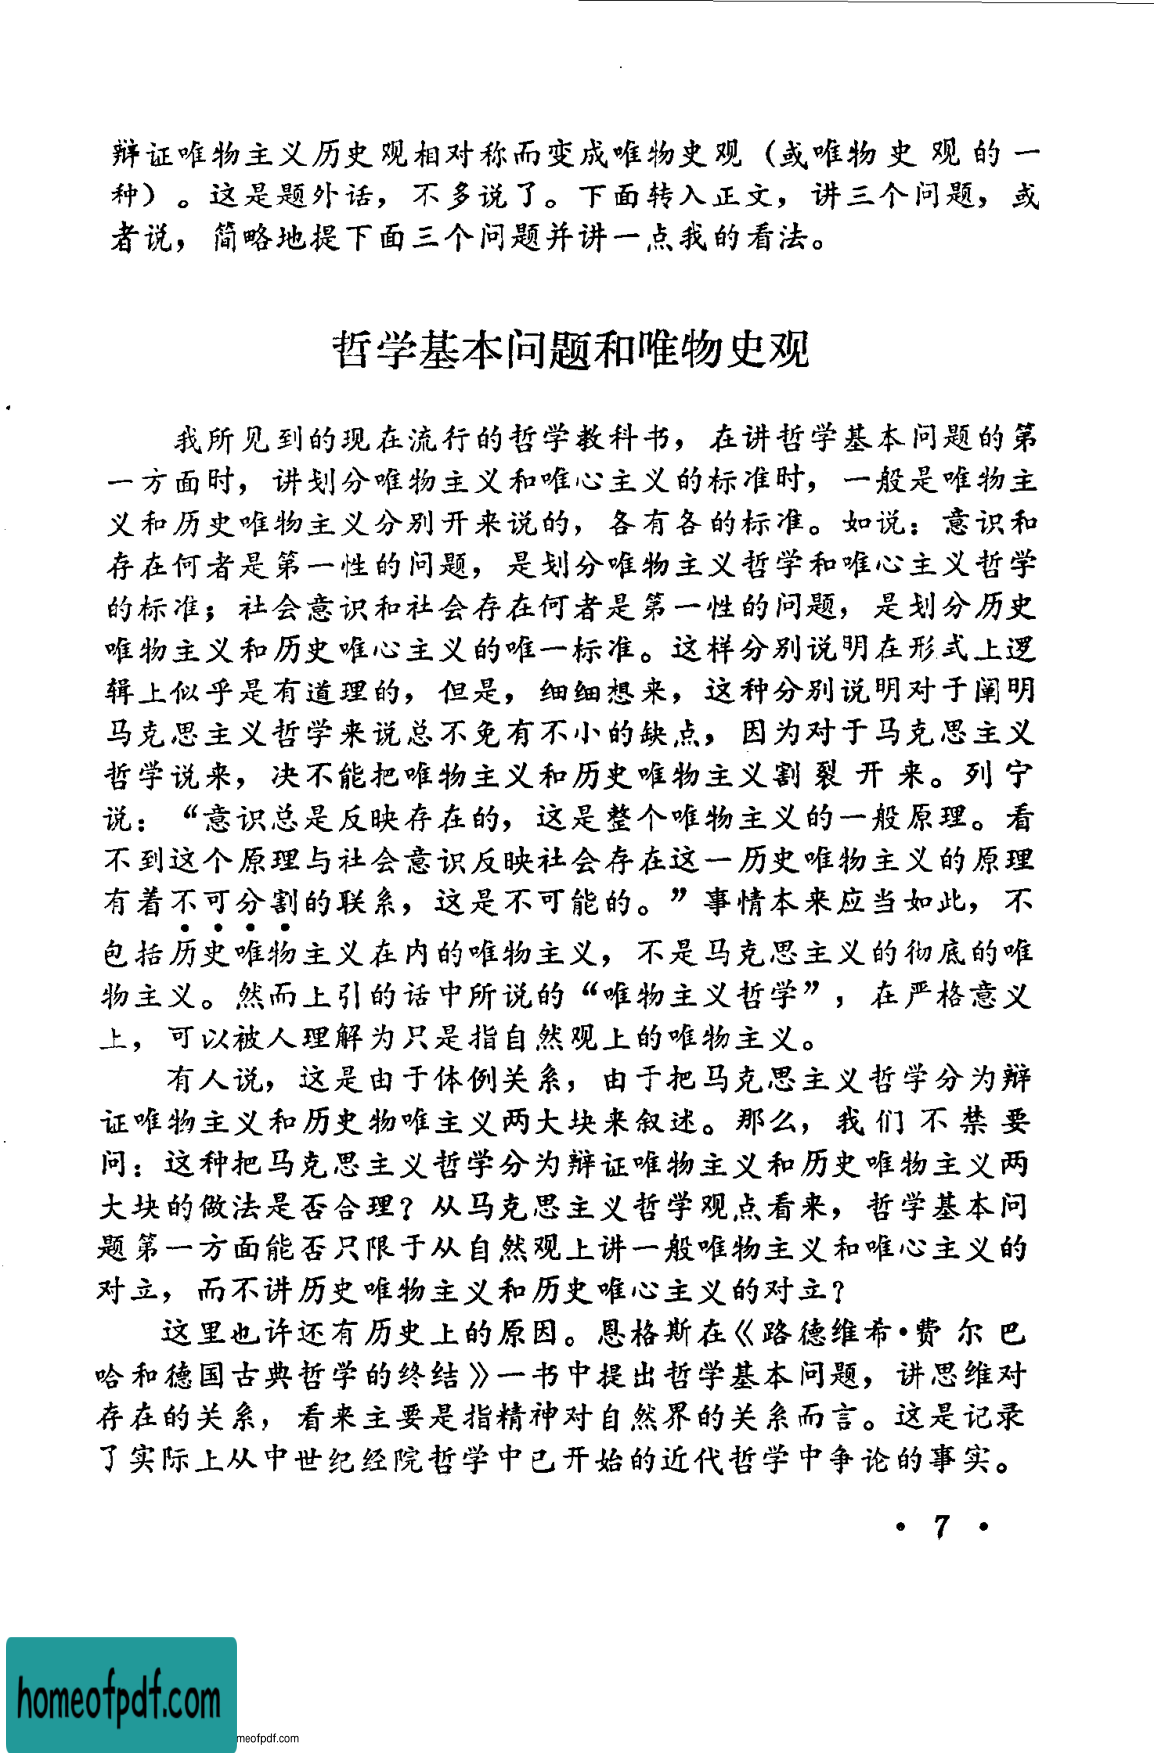 辩证唯物主义历史观相对称而变成唯物史观（或唯物史观的一
种）。这是题外话，不多说了。下面转入正文，讲三个问题，或
者说，简略地提下面三个问题并讲一点我的看法。
哲学基本问题和唯物史观
我所见到的现在流行的哲学教科书，在讲哲学基本问题的第
一方面时，讲划分唯物主义和唯心主义的标准时，一般是唯物主
义和历史唯物主义分别开来说的，各有各的标准。如说：意识和
存在何者是第一性的问题，是划分唯物主义哲学和唯心主义哲学
的标准；社会意识和社会存在何者是第一性的问题，是划分历史
唯物主义和历史唯心主义的唯一标准。这样分别说明在形式上逻
辑上似乎是有道理的，但是，细细想来，这种分别说明对于阐明
马克思主义哲学来说总不免有不小的缺点，因为对于马克思主义
哲学说来，决不能把唯物主义和历史唯物主义割裂开来。列宁
说：“意识总是反映存在的，这是整个唯物主义的一般原理。看
不到这个原理与社会意识反映社会存在这一历史唯物主义的原理
有着不可分割的联系，这是不可能的。”事情本来应当如此，不
包括历史唯物主义在内的唯物主义，不是马克思主义的彻底的唯
物主义。然而上引的话中所说的“唯物主义哲学”，在严格意义
上，可以被人理解为只是指自然观上的唯物主义。
有人说，这是由于体例关系，由于把马克思主义哲学分为辩
证唯物主义和历史物唯主义两大块来叙述。那么，我们不禁要
问：这种把马克思主义哲学分为辩证唯物主义和历史唯物主义两
大块的做法是否合理？从马克思主义哲学观点看来，哲学基本问
题第一方面能否只限于从自然观上讲一般唯物主义和唯心主义的
对立，而不讲历史唯物主义和历史唯心主义的对立？
这里也许还有历史上的原因。恩格斯在《路德维希·费尔巴
哈和德国古典哲学的终结》一书中提出哲学基本问题，讲思维对
存在的关系，看来主要是指精神对自然界的关系而言。这是记录
了实际上从中世纪经院哲学中已开始的近代哲学中争论的事实。
• 7 •
homeofpdf.com
meofpdf.com